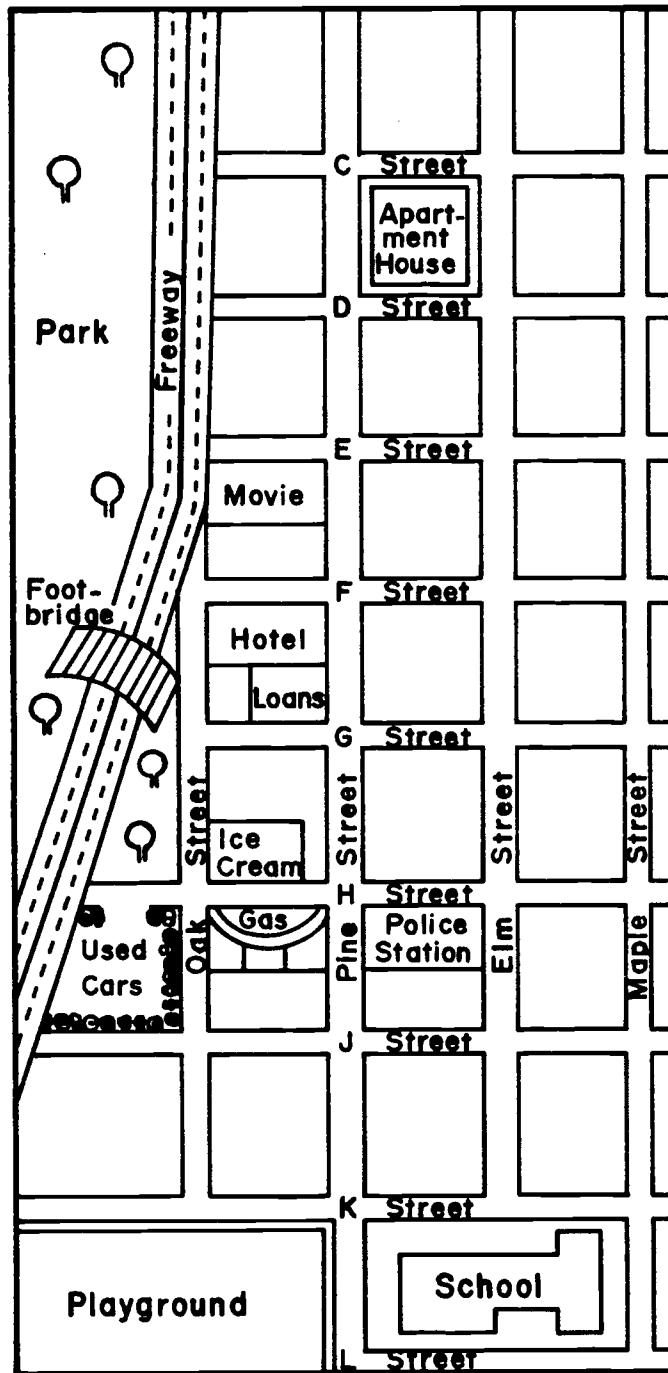 C Street
Apart-
ment
House
D Street
Park
Freeway
E Street
Movie
F Street
Foot-
bridge
Hotel
Loans
G Street
Street
Street
Street
Street
Ice
Cream
H Street
Gas
Police
Station
Used
Cars
Oak
Pine
Elm
Maple
J Street
K Street
Playground
School
L Street